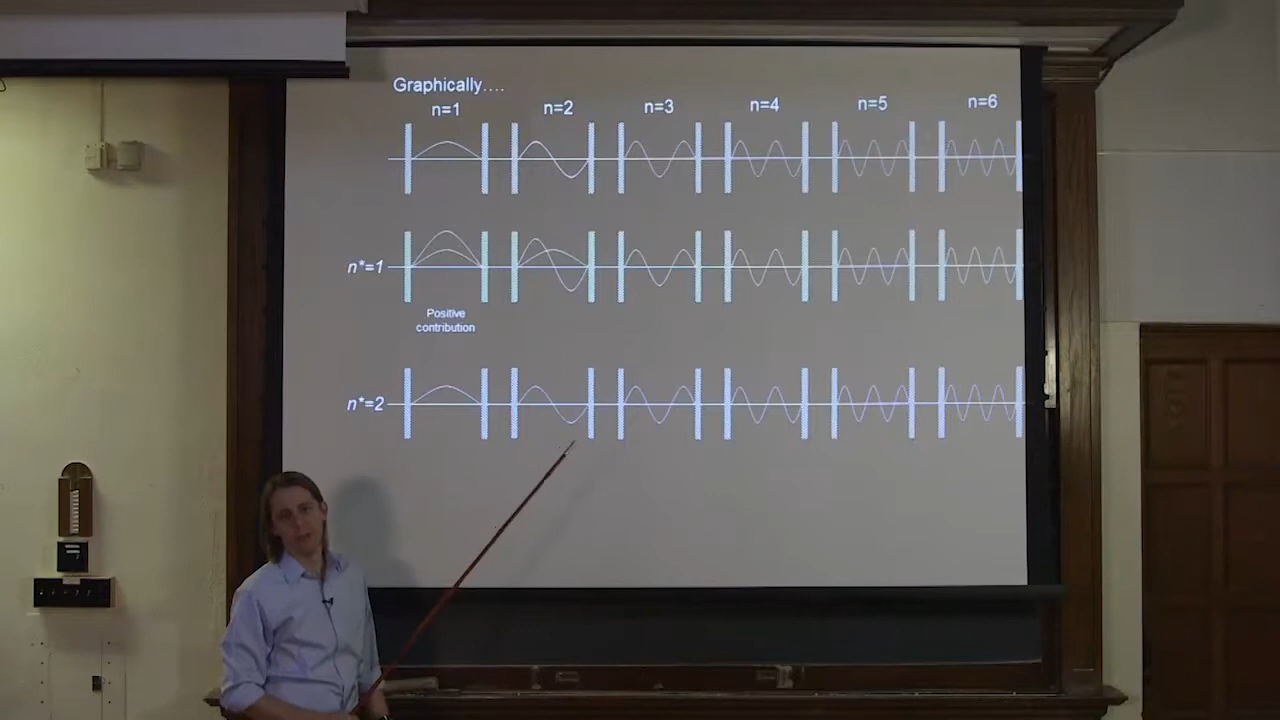 Graphically....
n=1 n=2 n=3 n=4 n=5 n=6
n*=1
Positive
contribution
n*=2